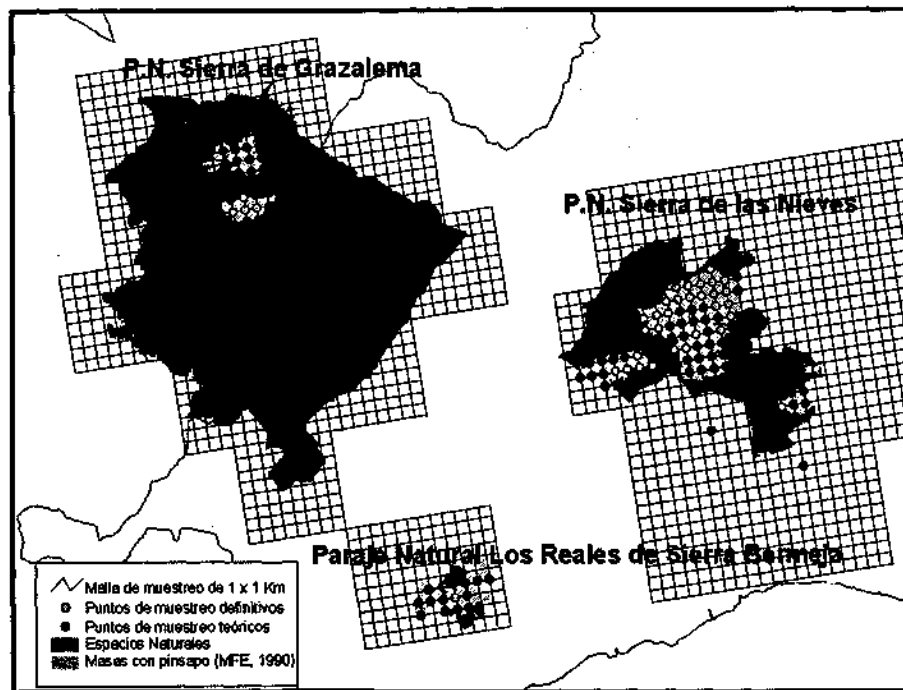 P.N. Sierra de Grazalema
P.N. Sierra de las Nieves
Paraje Natural Los Reales de Sierra Bermeja
Malla de muestreo de 1 x 1 Km
Puntos de muestreo definitivos
Puntos de muestreo teóricos
Espacios Naturales
Masas con pinsapo (MFE, 1990)